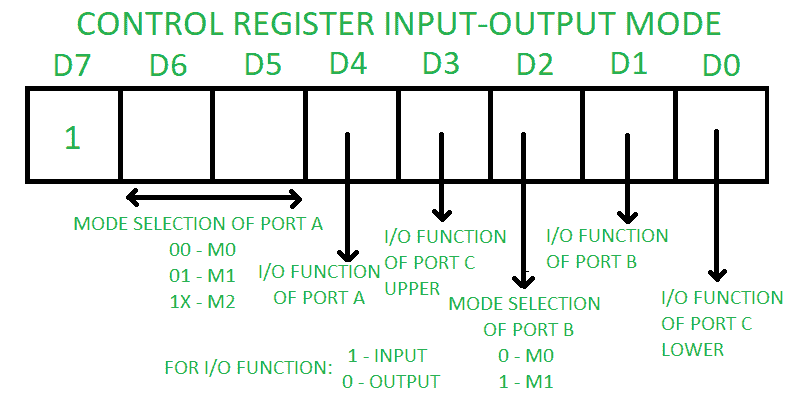 CONTROL REGISTER INPUT-OUTPUT MODE
D7 D6 D5 D4 D3 D2 D1 D0
1
MODE SELECTION OF PORT A
00 - M0
01 - M1
1X - M2
I/O FUNCTION
OF PORT A
I/O FUNCTION
OF PORT C
UPPER
MODE SELECTION
OF PORT B
0 - M0
1 - M1
I/O FUNCTION
OF PORT B
I/O FUNCTION
OF PORT C
LOWER
FOR I/O FUNCTION:
1 - INPUT
0 - OUTPUT